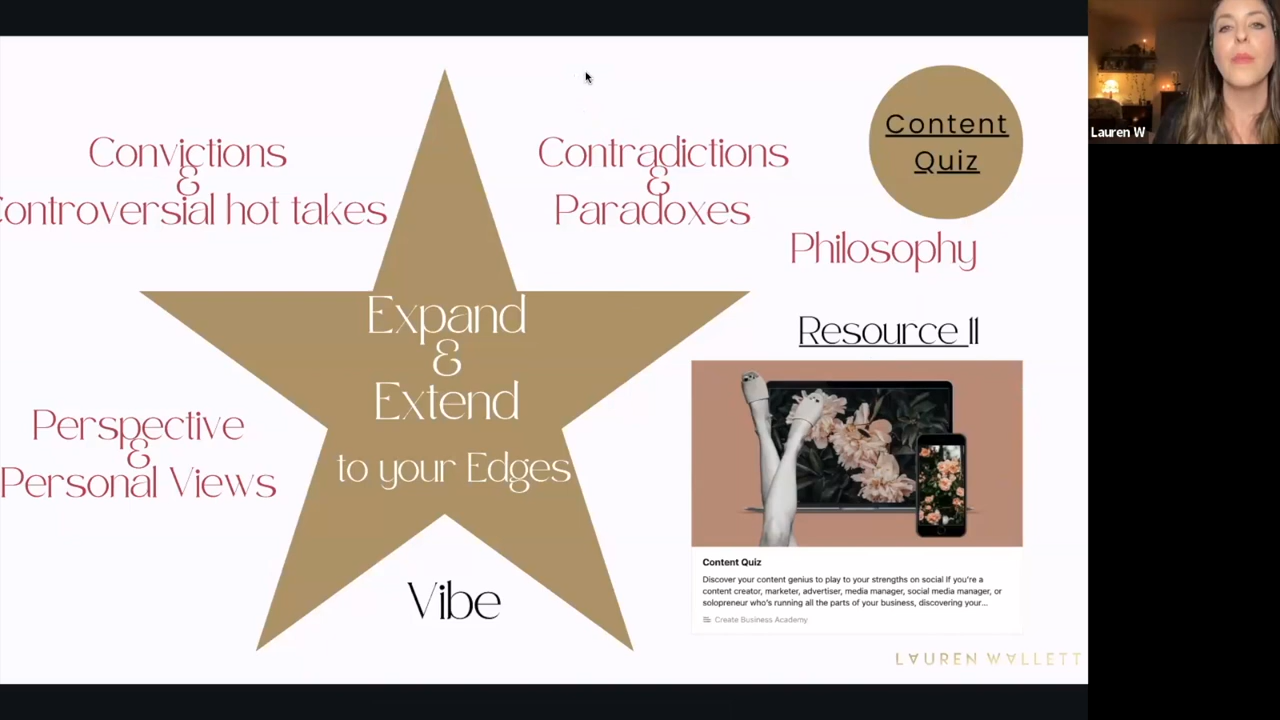 Convictions
&
ontroversial hot takes
Contradictions
&
Paradoxes
Content
Quiz
Philosophy
Expand
&
Extend
to your Edges
Resource 11
Perspective
&
Personal Views
Vibe
Content Quiz
Discover your content genius to play to your strengths on social If you're a
content creator, marketer, advertiser, media manager, social media manager, or
solopreneur who's running all the parts of your business, discovering your...
Create Business Academy
LAUREN WALLETT
Lauren W